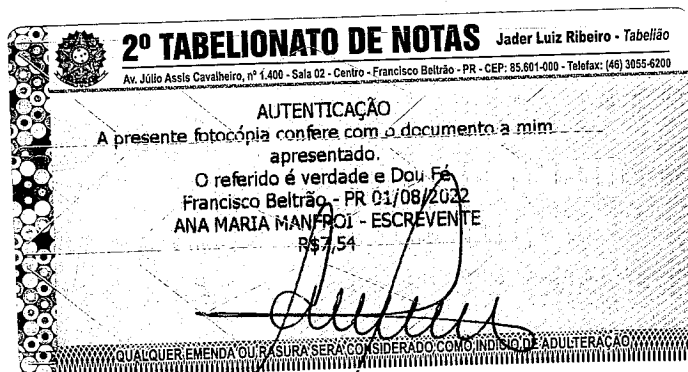 2º TABELIONATO DE NOTAS Jader Luiz Ribeiro - Tabelião
Av. Júlio Assis Cavalheiro, nº 1.400 - Sala 02 - Centro - Francisco Beltrão - PR - CEP: 85.601-000 - Telefax: (46) 3055-6200
AUTENTICAÇÃO
A presente fotocópia confere com o documento a mim
apresentado.
O referido é verdade e Dou Fé
Francisco Beltrão - PR 01/08/2022
ANA MARIA MANFROI - ESCREVENTE
R$7,54
QUALQUER EMENDA OU RASURA SERÁ CONSIDERADO COMO INDÍCIO DE ADULTERAÇÃO